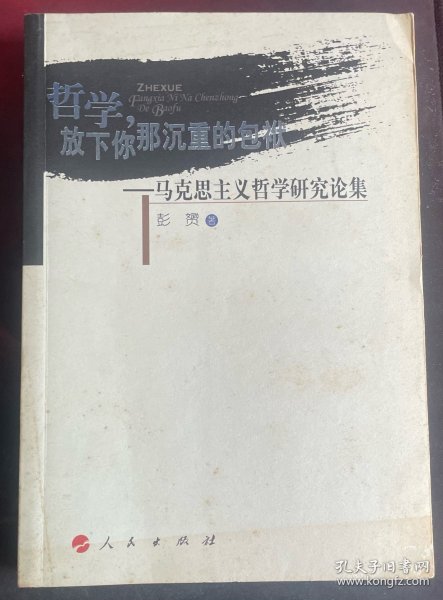 ZHEXUE
Fangxia Ni Na Chenzhong
De Baofu
哲学，
放下你那沉重的包袱
——马克思主义哲学研究论集
彭赟 著
人民出版社
孔夫子旧书网
book.kongfz.com